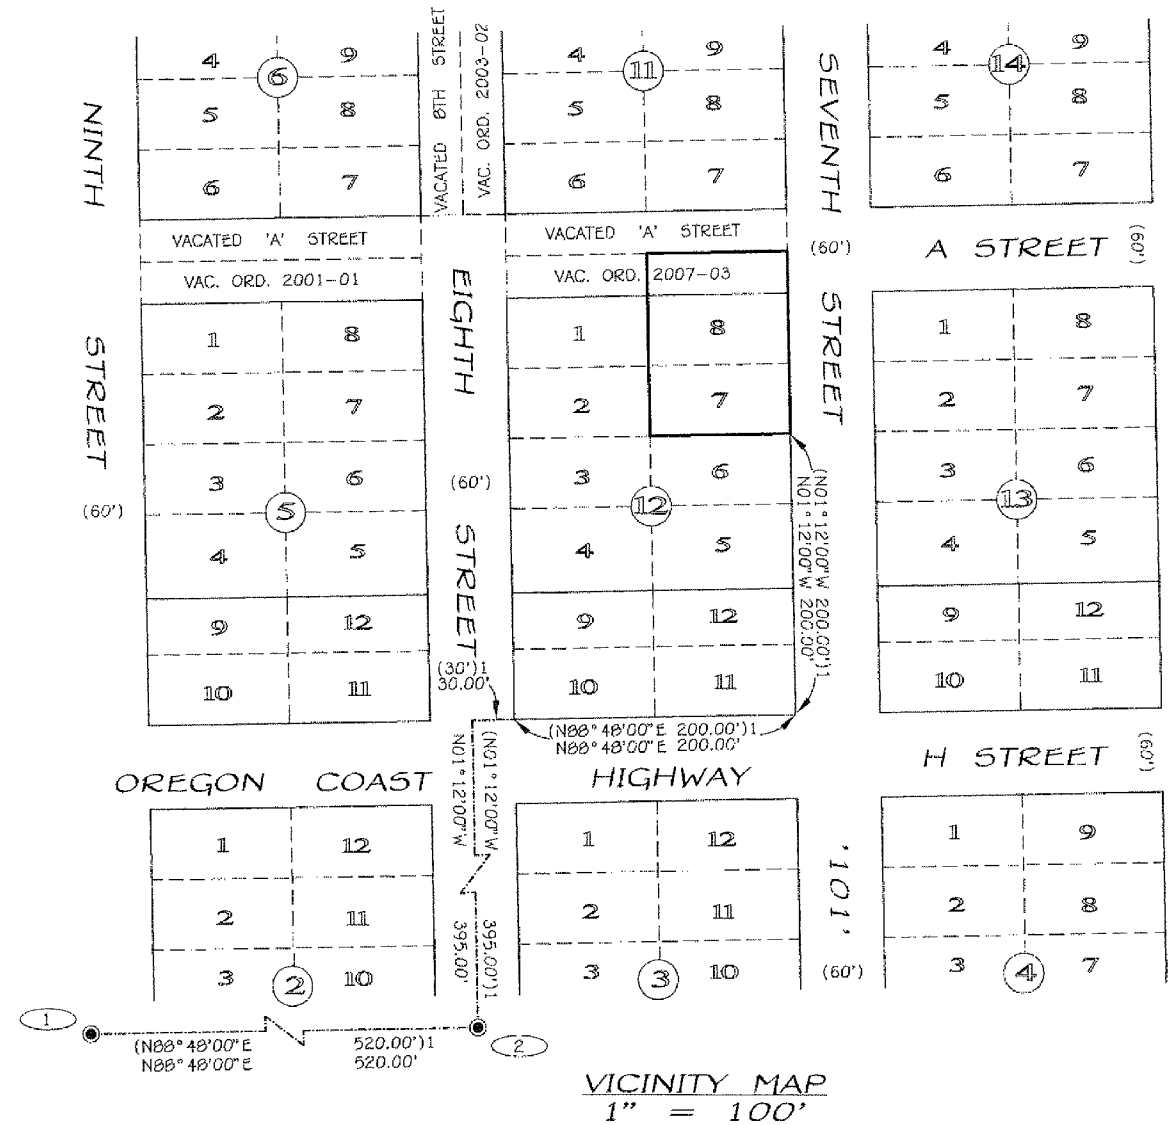 4 9
6
5 8
6 7
VACATED 8TH STREET
VAC. ORD. 2003-02
4 9
11
5 8
6 7
4 9
14
5 8
6 7
NINTH
STREET
(60')
SEVENTH
STREET
(60')
VACATED 'A' STREET
VAC. ORD. 2001-01
VACATED 'A' STREET
VAC. ORD. 2007-03
A STREET (60')
EIGHTH
STREET
(60')
1 8
2 7
3 6
5
4 5
9 12
10 11
1 8
2 7
3 6
12
4 5
9 12
10 11
1 8
2 7
3 6
13
4 5
9 12
10 11
(N01°12'00"W 200.00')1
N01°12'00"W 200.00'
(30')1
30.00'
(N88°48'00"E 200.00')1
N88°48'00"E 200.00'
H STREET (60')
OREGON COAST HIGHWAY
'101'
(60')
(N01°12'00"W 395.00')1
N01°12'00"W 395.00'
1 12
2 11
3 10
2
1 12
2 11
3 10
3
1 9
2 8
3 7
4
1
(N88°48'00"E 520.00')1
N88°48'00"E 520.00'
2
VICINITY MAP
1" = 100'